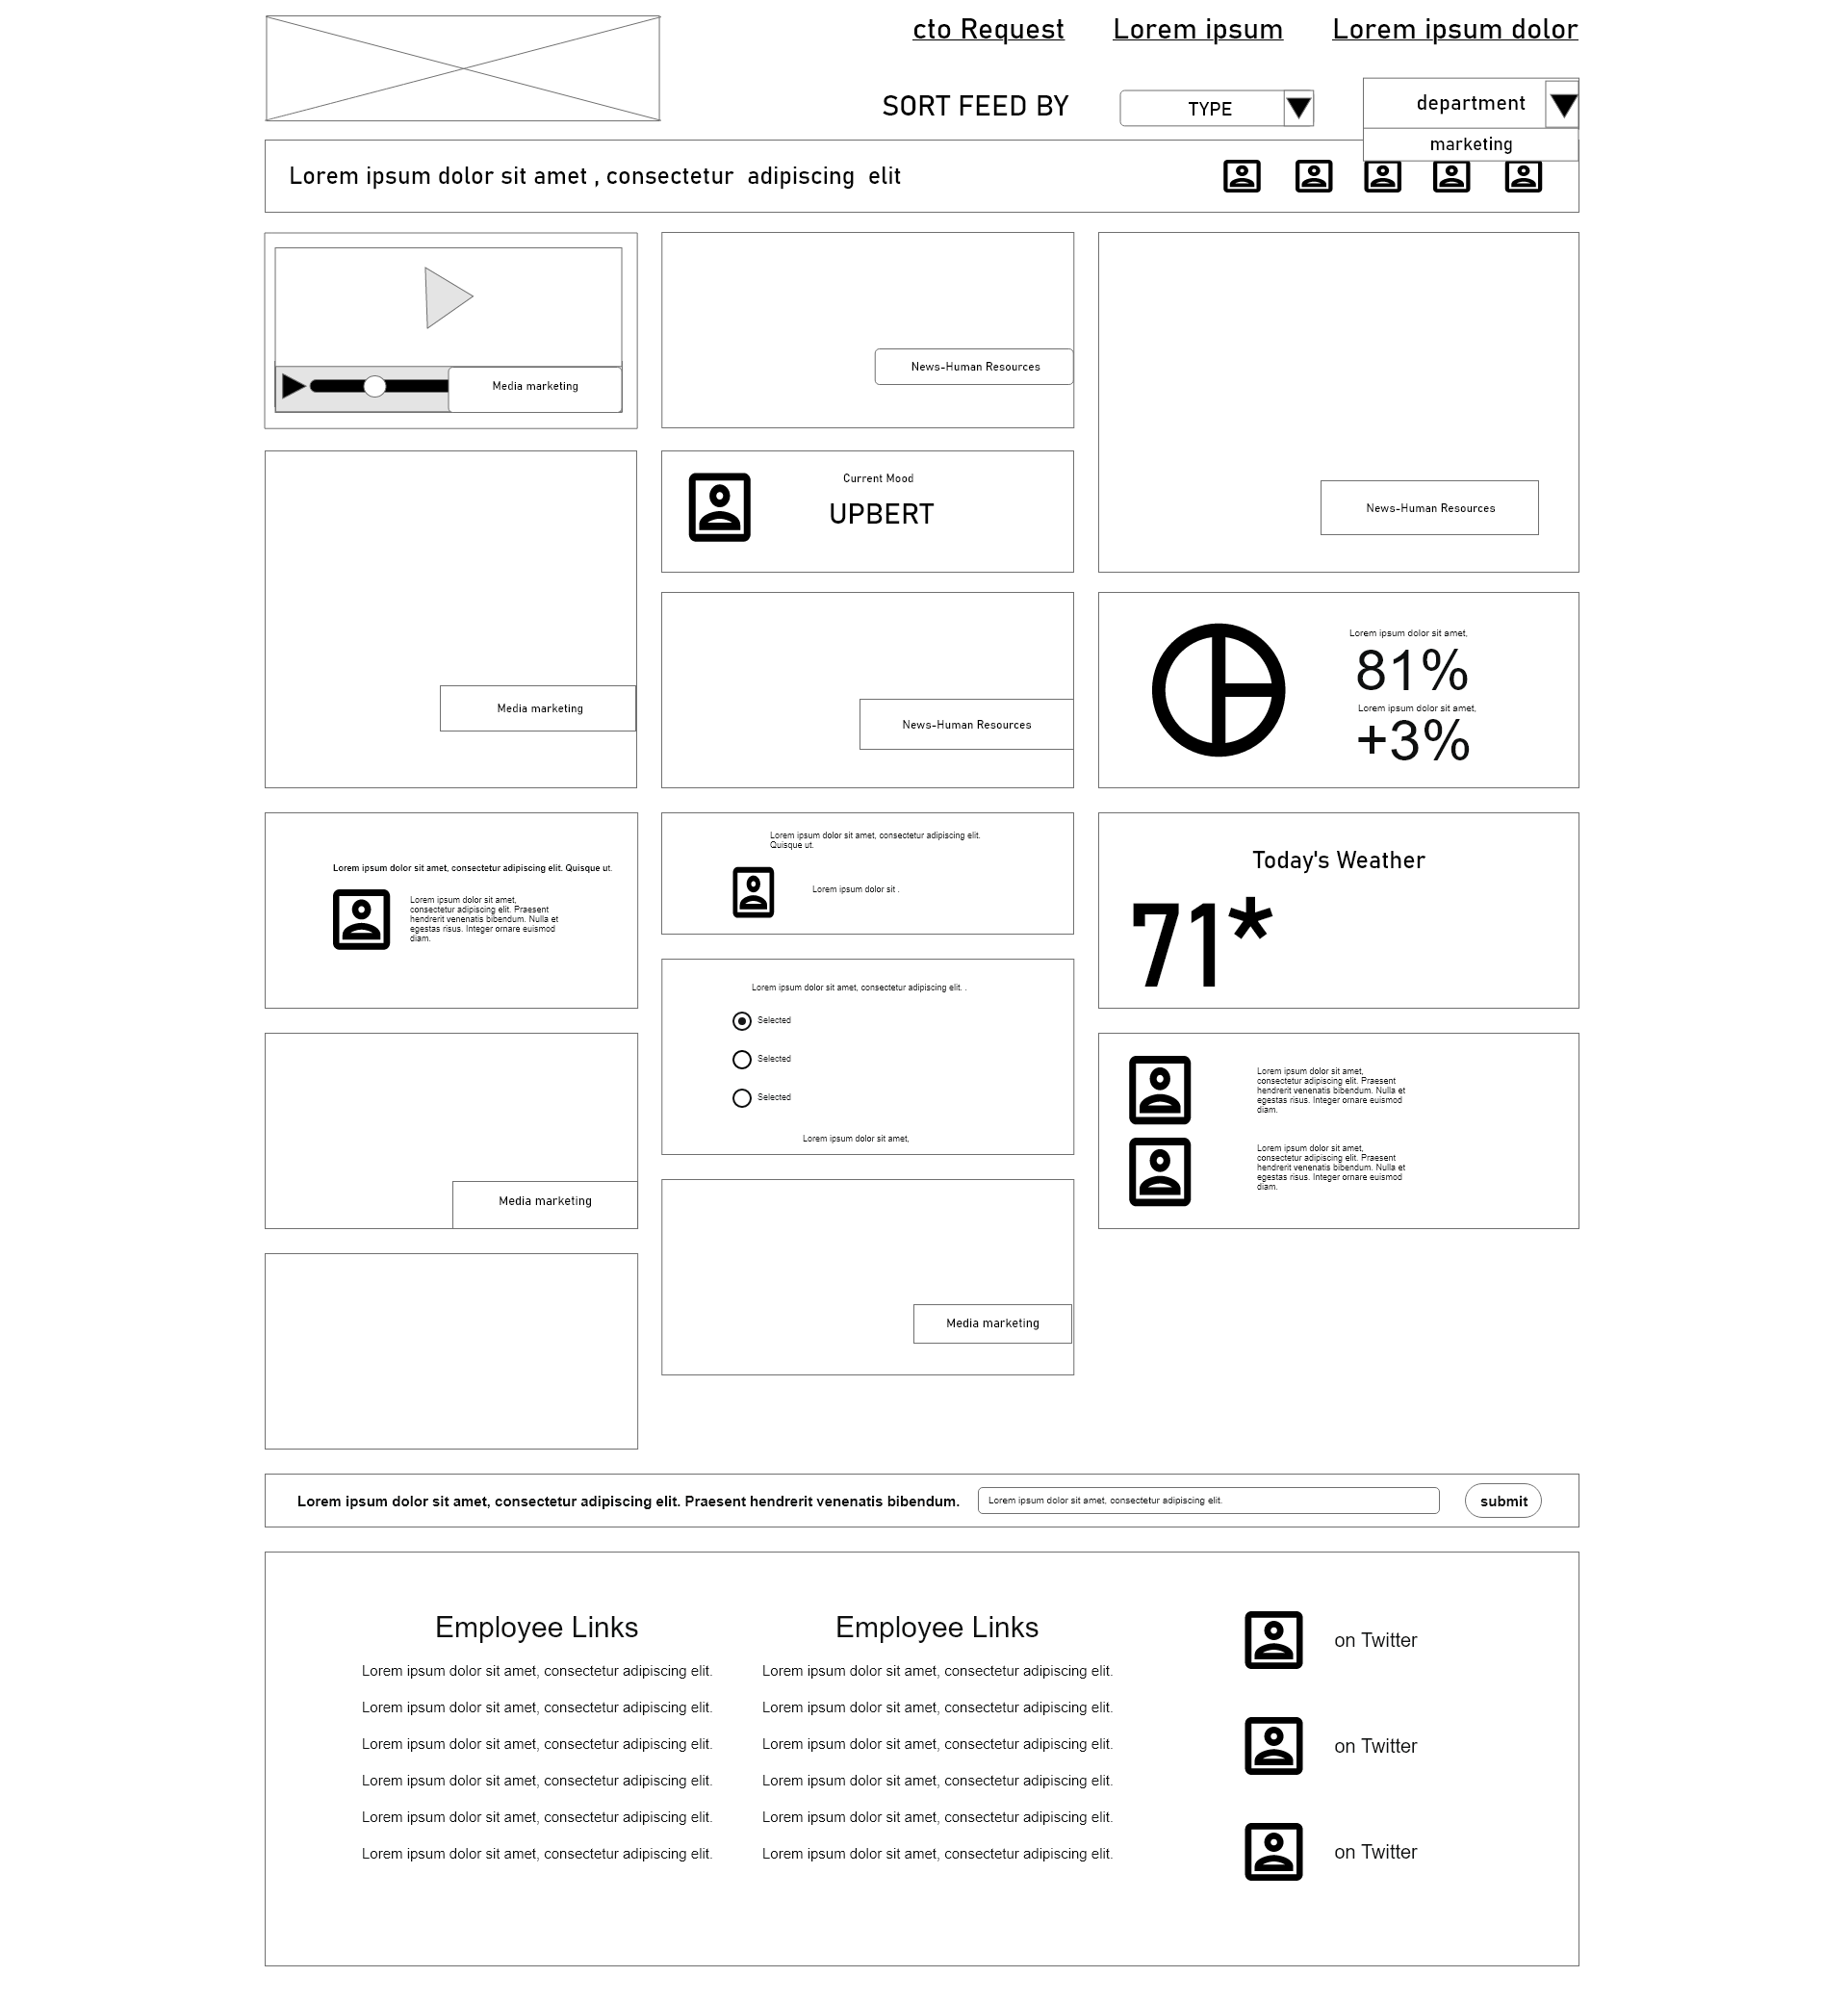 cto Request
Lorem ipsum
Lorem ipsum dolor
SORT FEED BY
TYPE
department
marketing
Lorem ipsum dolor sit amet , consectetur  adipiscing  elit
Media marketing
News-Human Resources
News-Human Resources
Media marketing
Current Mood
UPBERT
News-Human Resources
Lorem ipsum dolor sit amet,
81%
Lorem ipsum dolor sit amet,
+3%
Lorem ipsum dolor sit amet, consectetur adipiscing elit. Quisque ut.
Lorem ipsum dolor sit amet,
consectetur adipiscing elit. Praesent
hendrerit venenatis bibendum. Nulla et
egestas risus. Integer ornare euismod
diam.
Lorem ipsum dolor sit amet, consectetur adipiscing elit.
Quisque ut.
Lorem ipsum dolor sit .
Today's Weather
71*
Lorem ipsum dolor sit amet, consectetur adipiscing elit. .
Selected
Selected
Selected
Lorem ipsum dolor sit amet,
Lorem ipsum dolor sit amet,
consectetur adipiscing elit. Praesent
hendrerit venenatis bibendum. Nulla et
egestas risus. Integer ornare euismod
diam.
Lorem ipsum dolor sit amet,
consectetur adipiscing elit. Praesent
hendrerit venenatis bibendum. Nulla et
egestas risus. Integer ornare euismod
diam.
Media marketing
Media marketing
Lorem ipsum dolor sit amet, consectetur adipiscing elit. Praesent hendrerit venenatis bibendum.
Lorem ipsum dolor sit amet, consectetur adipiscing elit.
submit
Employee Links
Lorem ipsum dolor sit amet, consectetur adipiscing elit.
Lorem ipsum dolor sit amet, consectetur adipiscing elit.
Lorem ipsum dolor sit amet, consectetur adipiscing elit.
Lorem ipsum dolor sit amet, consectetur adipiscing elit.
Lorem ipsum dolor sit amet, consectetur adipiscing elit.
Lorem ipsum dolor sit amet, consectetur adipiscing elit.
Employee Links
Lorem ipsum dolor sit amet, consectetur adipiscing elit.
Lorem ipsum dolor sit amet, consectetur adipiscing elit.
Lorem ipsum dolor sit amet, consectetur adipiscing elit.
Lorem ipsum dolor sit amet, consectetur adipiscing elit.
Lorem ipsum dolor sit amet, consectetur adipiscing elit.
Lorem ipsum dolor sit amet, consectetur adipiscing elit.
on Twitter
on Twitter
on Twitter